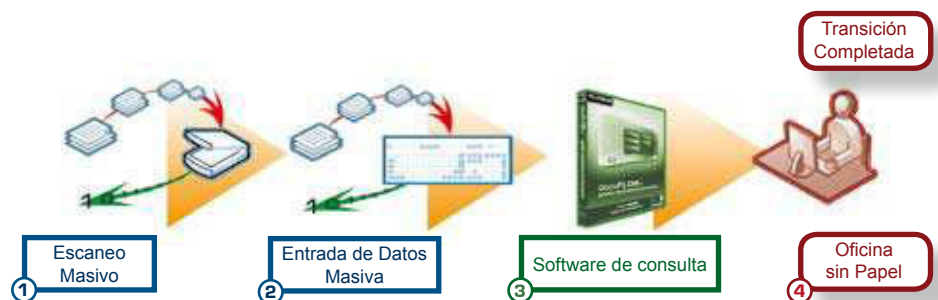 Transición
Completada
Escaneo
Masivo
1
Entrada de Datos
Masiva
2
Software de consulta
3
Oficina
sin Papel
4